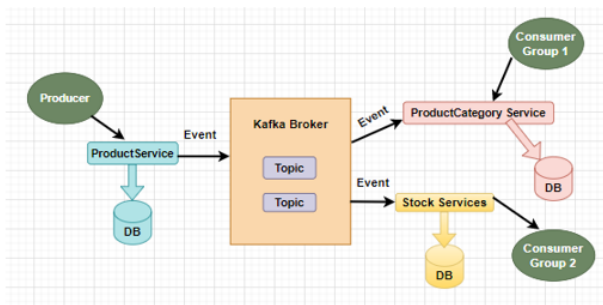 Consumer
Group 1
Producer
ProductCategory Service
Kafka Broker
Event
Event
ProductService
Topic
Event
DB
Topic
Stock Services
DB
Consumer
Group 2
DB